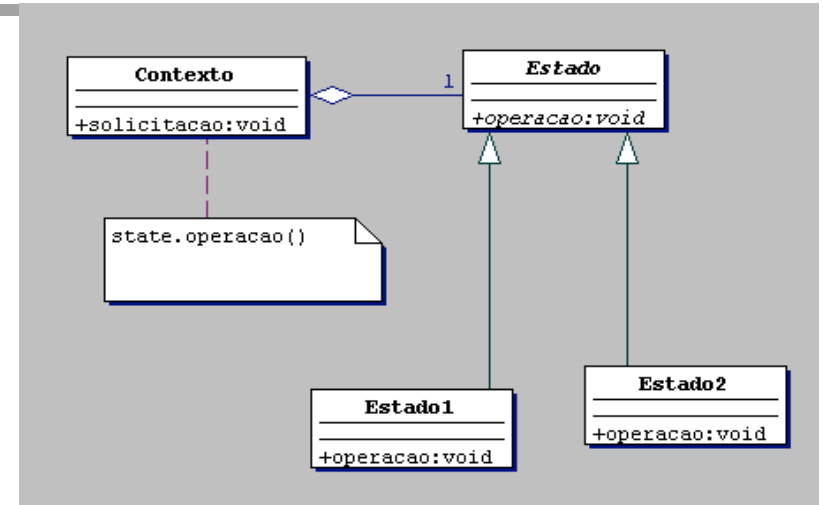 Contexto
+solicitacao:void
1
Estado
+operacao:void
state.operacao()
Estado1
+operacao:void
Estado2
+operacao:void